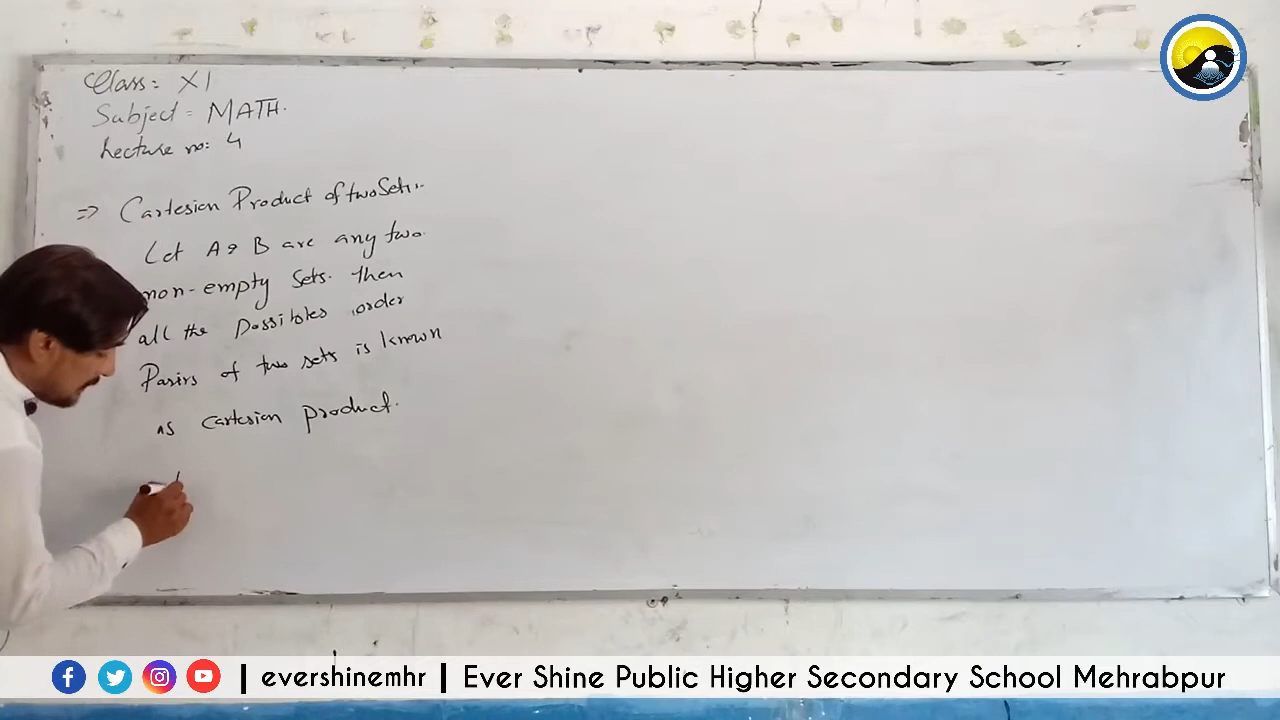 Class: XI
Subject = MATH.
Lecture no: 4
=> Cartesian Product of two Sets:-
Let A & B are any two
non-empty sets. then
all the Possibles order
Pasirs of two sets is known
as cartesian product.
| evershinemhr | Ever Shine Public Higher Secondary School Mehrabpur